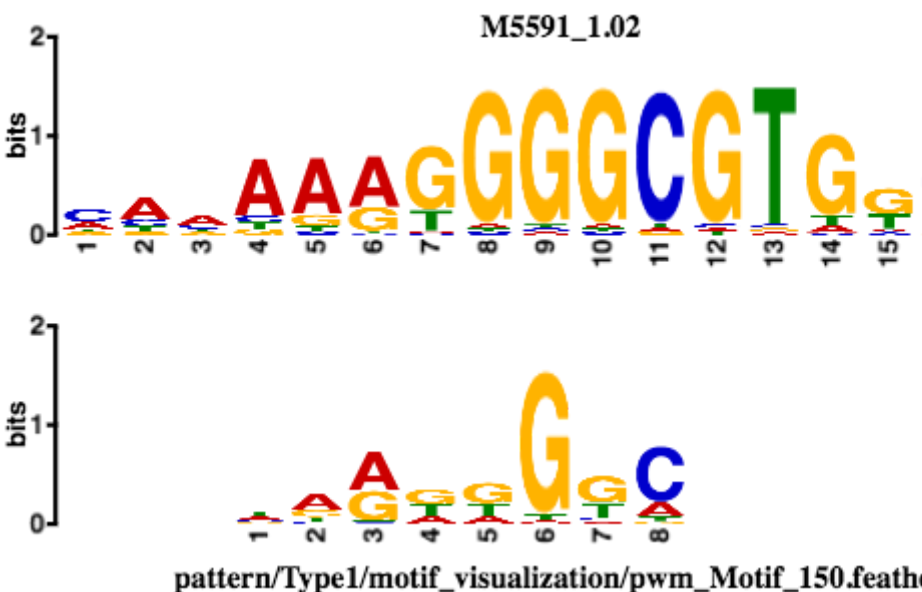 M5591_1.02
2
bits
1
0
C A A A A A G G G G C G T G G
1 2 3 4 5 6 7 8 9 10 11 12 13 14 15
2
bits
1
0
A A G G G G C
1 2 3 4 5 6 7 8
pattern/Type1/motif_visualization/pwm_Motif_150.feathe